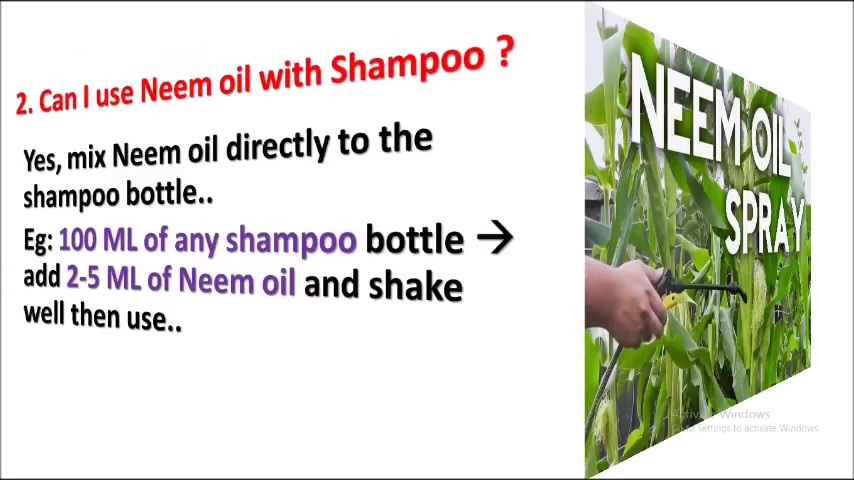 2. Can I use Neem oil with Shampoo ?
Yes, mix Neem oil directly to the
shampoo bottle..
Eg: 100 ML of any shampoo bottle →
add 2-5 ML of Neem oil and shake
well then use..
NEEM OIL
SPRAY
Activate Windows
Go to Settings to activate Windows.